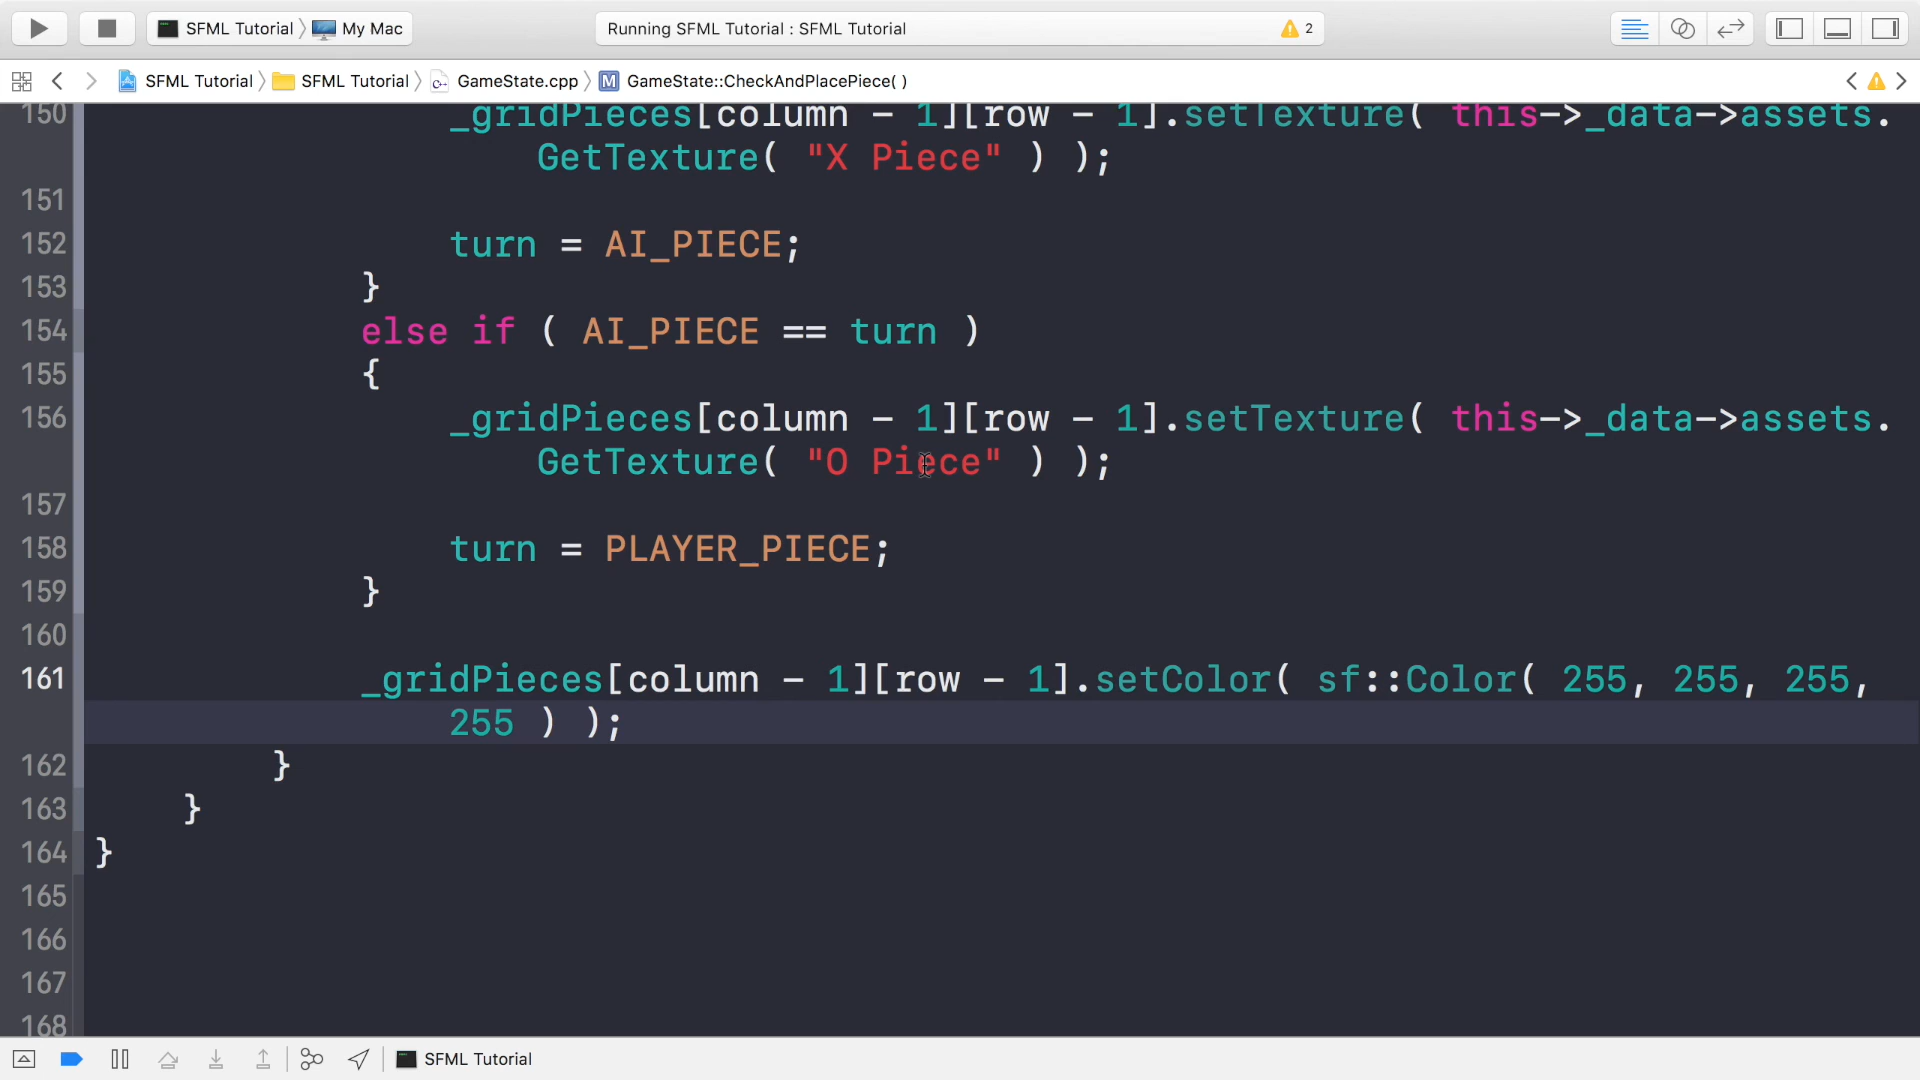 SFML Tutorial My Mac Running SFML Tutorial : SFML Tutorial 2
SFML Tutorial SFML Tutorial GameState.cpp M GameState::CheckAndPlacePiece( )
150 _gridPieces[column - 1][row - 1].setTexture( this->_data->assets.
GetTexture( "X Piece" ) );
151
152 turn = AI_PIECE;
153 }
154 else if ( AI_PIECE == turn )
155 {
156 _gridPieces[column - 1][row - 1].setTexture( this->_data->assets.
GetTexture( "O Piece" ) );
157
158 turn = PLAYER_PIECE;
159 }
160
161 _gridPieces[column - 1][row - 1].setColor( sf::Color( 255, 255, 255,
255 ) );
162 }
163 }
164 }
165
166
167
168
SFML Tutorial